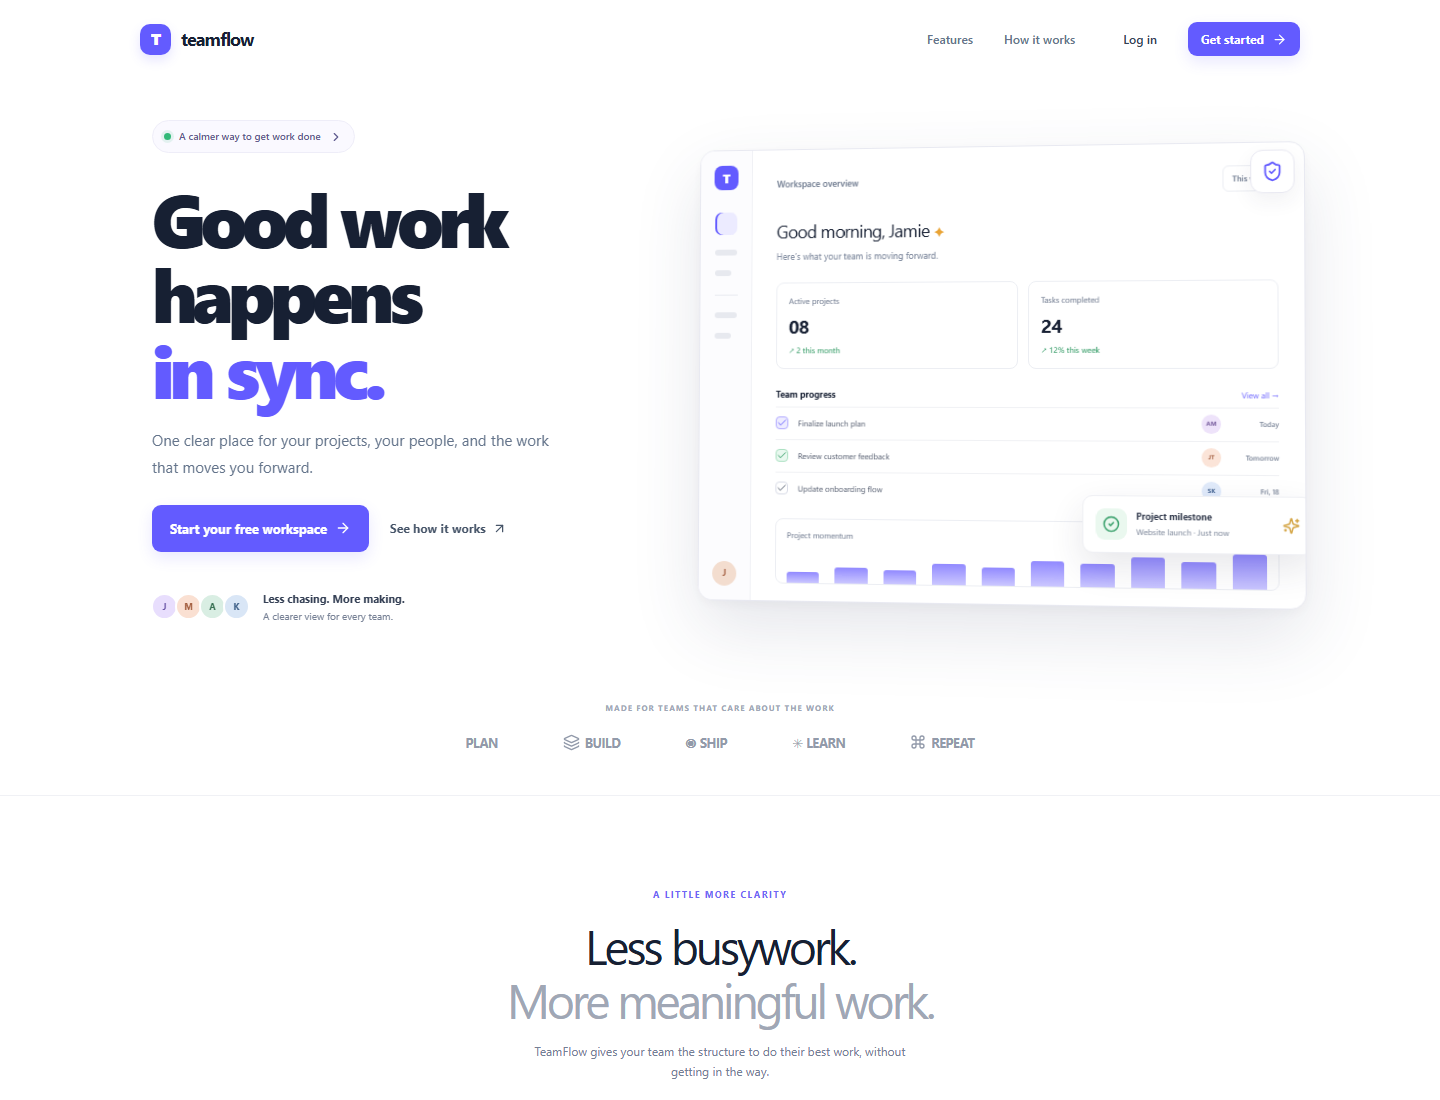 T teamflow
Features How it works Log in Get started
A calmer way to get work done
Good work
happens
in sync.
One clear place for your projects, your people, and the work
that moves you forward.
Start your free workspace See how it works
J M A K
Less chasing. More making.
A clearer view for every team.
T
Workspace overview
This
Good morning, Jamie
Here's what your team is moving forward.
Active projects
08
↗ 2 this month
Tasks completed
24
↗ 12% this week
Team progress View all →
Finalize launch plan AM Today
Review customer feedback JT Tomorrow
Update onboarding flow SK Fri, 18
Project milestone
Website launch · Just now
Project momentum
J
MADE FOR TEAMS THAT CARE ABOUT THE WORK
PLAN BUILD SHIP LEARN REPEAT
A LITTLE MORE CLARITY
Less busywork.
More meaningful work.
TeamFlow gives your team the structure to do their best work, without
getting in the way.